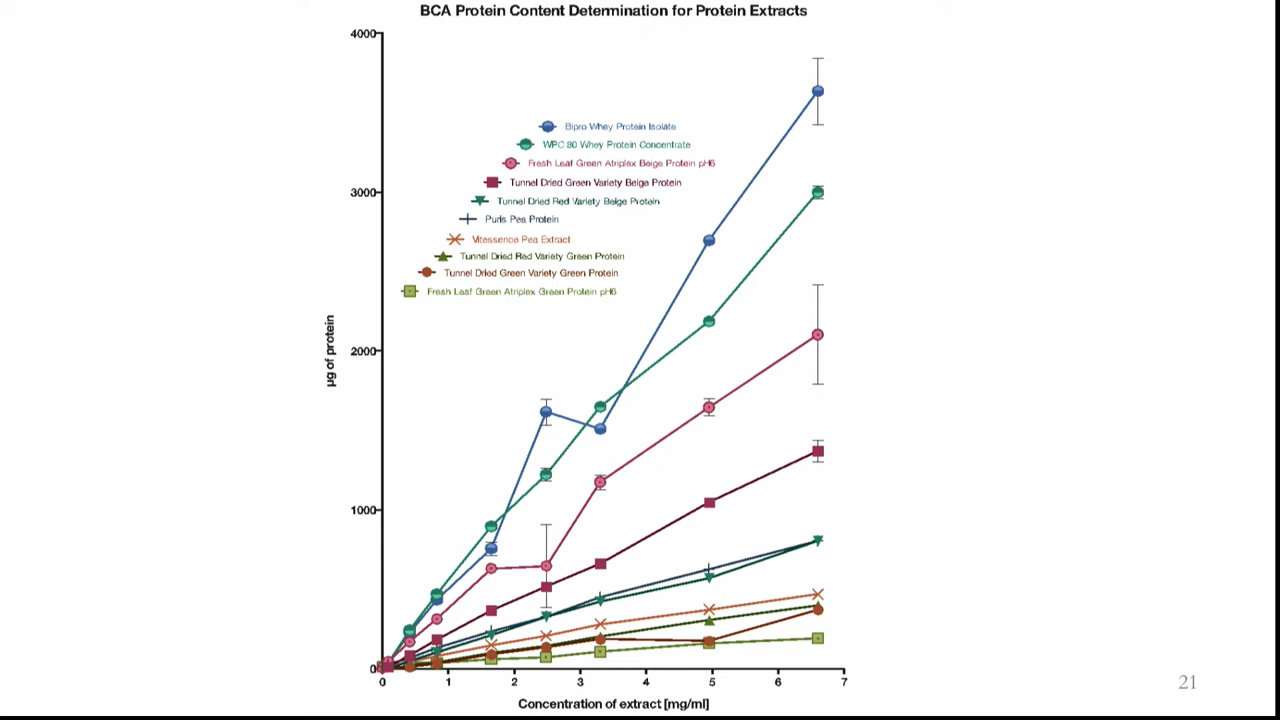 BCA Protein Content Determination for Protein Extracts
4000
3000
2000
1000
0
µg of protein
Bipro Whey Protein Isolate
WPC 80 Whey Protein Concentrate
Fresh Leaf Green Atriplex Beige Protein pH6
Tunnel Dried Green Variety Beige Protein
Tunnel Dried Red Variety Beige Protein
Puris Pea Protein
Vitessence Pea Extract
Tunnel Dried Red Variety Green Protein
Tunnel Dried Green Variety Green Protein
Fresh Leaf Green Atriplex Green Protein pH6
0 1 2 3 4 5 6 7
Concentration of extract [mg/ml]
21